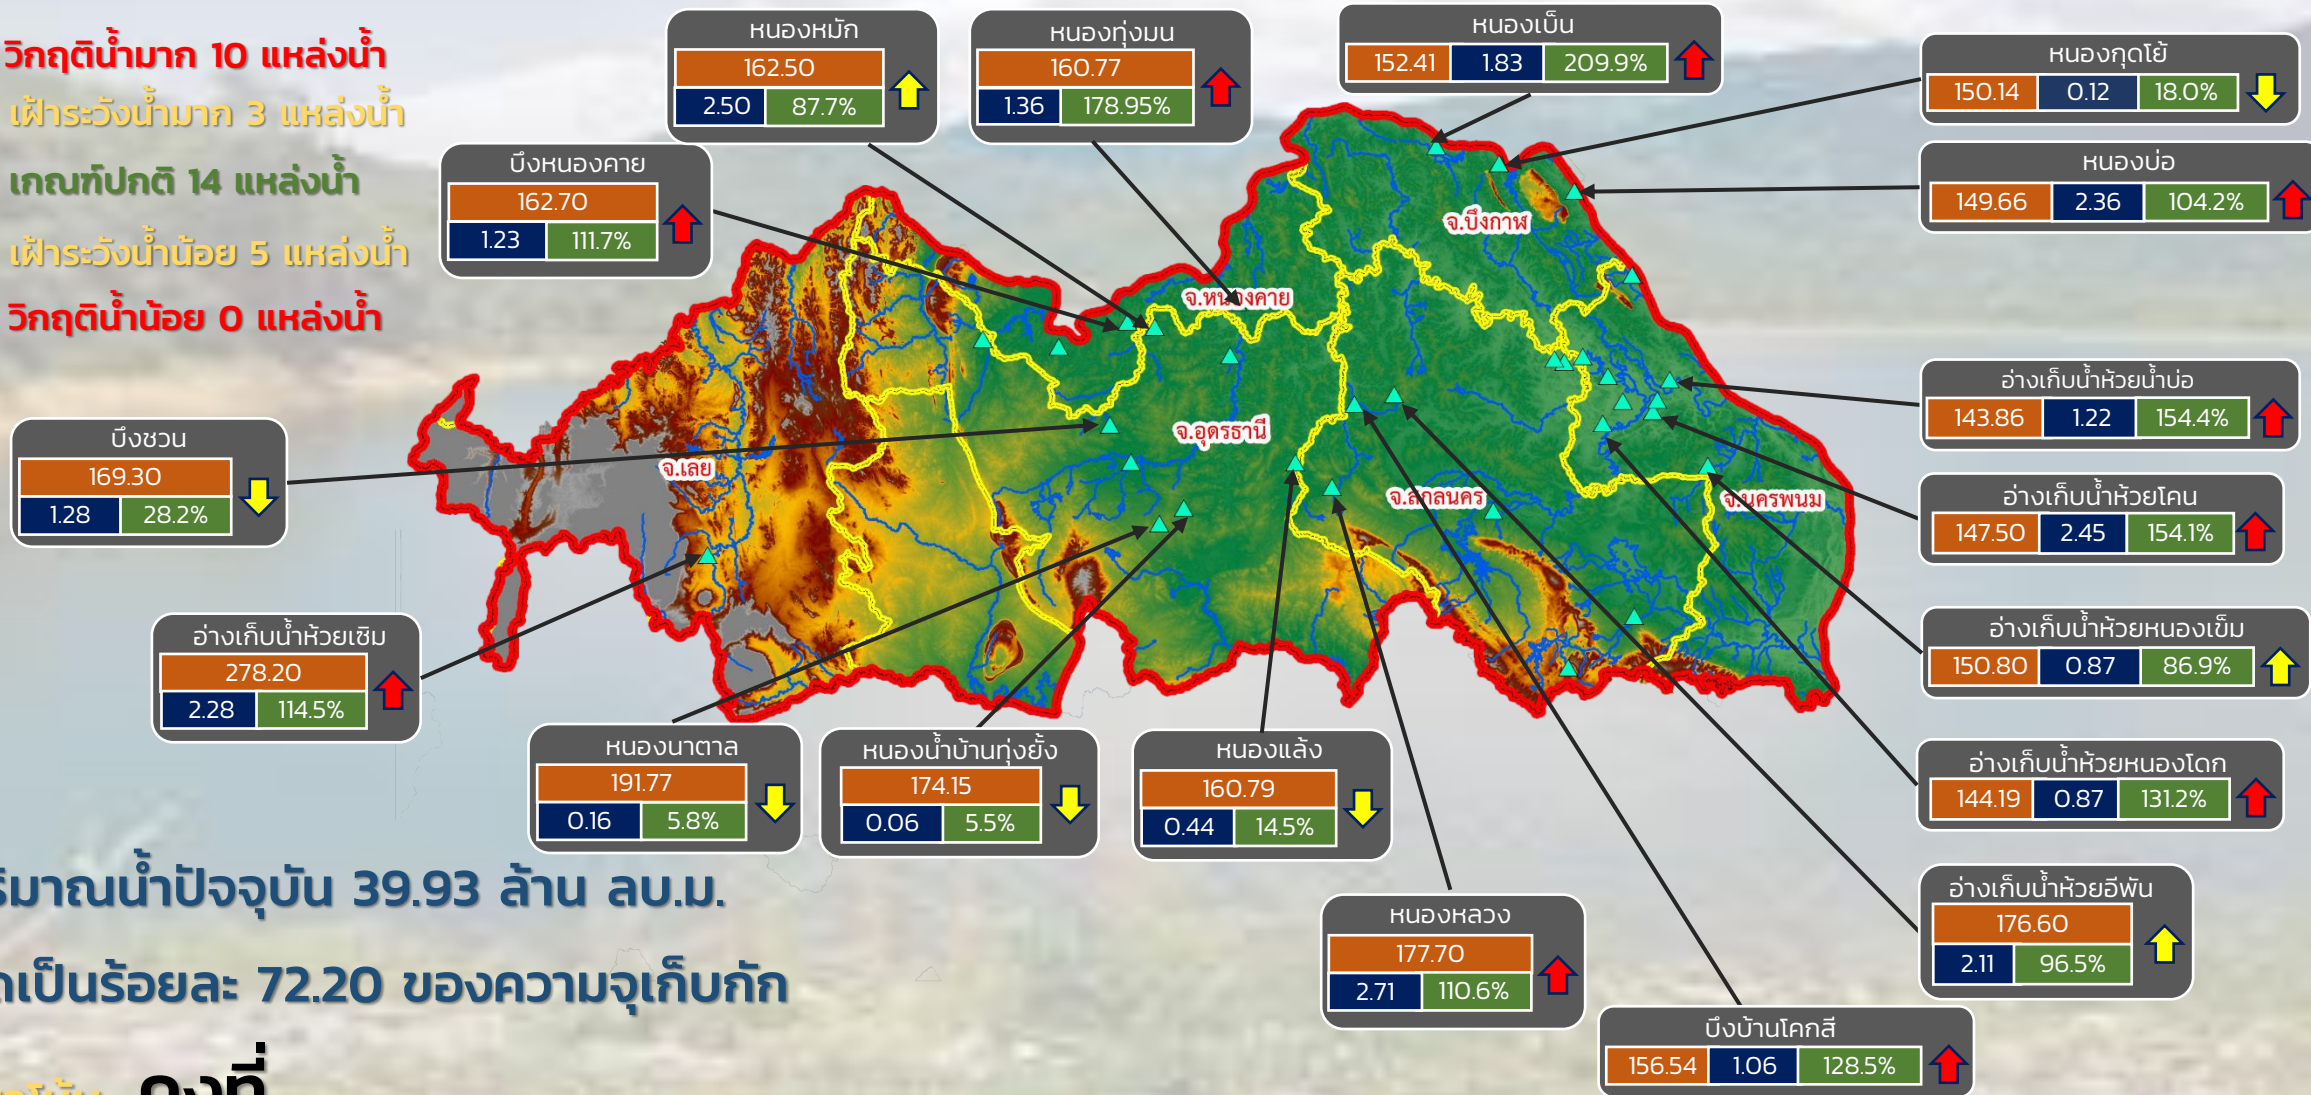 วิกฤติน้ำมาก 10 แหล่งน้ำ
เฝ้าระวังน้ำมาก 3 แหล่งน้ำ
เกณฑ์ปกติ 14 แหล่งน้ำ
เฝ้าระวังน้ำน้อย 5 แหล่งน้ำ
วิกฤติน้ำน้อย 0 แหล่งน้ำ
หนองหมัก
162.50
2.50 87.7%
หนองทุ่งมน
160.77
1.36 178.95%
หนองเบ็น
152.41 1.83 209.9%
หนองกุดโย้
150.14 0.12 18.0%
หนองบ่อ
149.66 2.36 104.2%
บึงหนองคาย
162.70
1.23 111.7%
จ.บึงกาฬ
จ.หนองคาย
จ.อุดรธานี
จ.เลย
จ.สกลนคร
จ.นครพนม
บึงชวน
169.30
1.28 28.2%
อ่างเก็บน้ำห้วยน้ำบ่อ
143.86 1.22 154.4%
อ่างเก็บน้ำห้วยโคน
147.50 2.45 154.1%
อ่างเก็บน้ำห้วยเซิม
278.20
2.28 114.5%
อ่างเก็บน้ำห้วยหนองเข็ม
150.80 0.87 86.9%
หนองนาตาล
191.77
0.16 5.8%
หนองน้ำบ้านทุ่งยั้ง
174.15
0.06 5.5%
หนองแล้ง
160.79
0.44 14.5%
อ่างเก็บน้ำห้วยหนองโดก
144.19 0.87 131.2%
หนองหลวง
177.70
2.71 110.6%
อ่างเก็บน้ำห้วยอีพัน
176.60
2.11 96.5%
บึงบ้านโคกสี
156.54 1.06 128.5%
ริมาณน้ำปัจจุบัน 39.93 ล้าน ลบ.ม.
ดเป็นร้อยละ 72.20 ของความจุเก็บกัก
คงที่